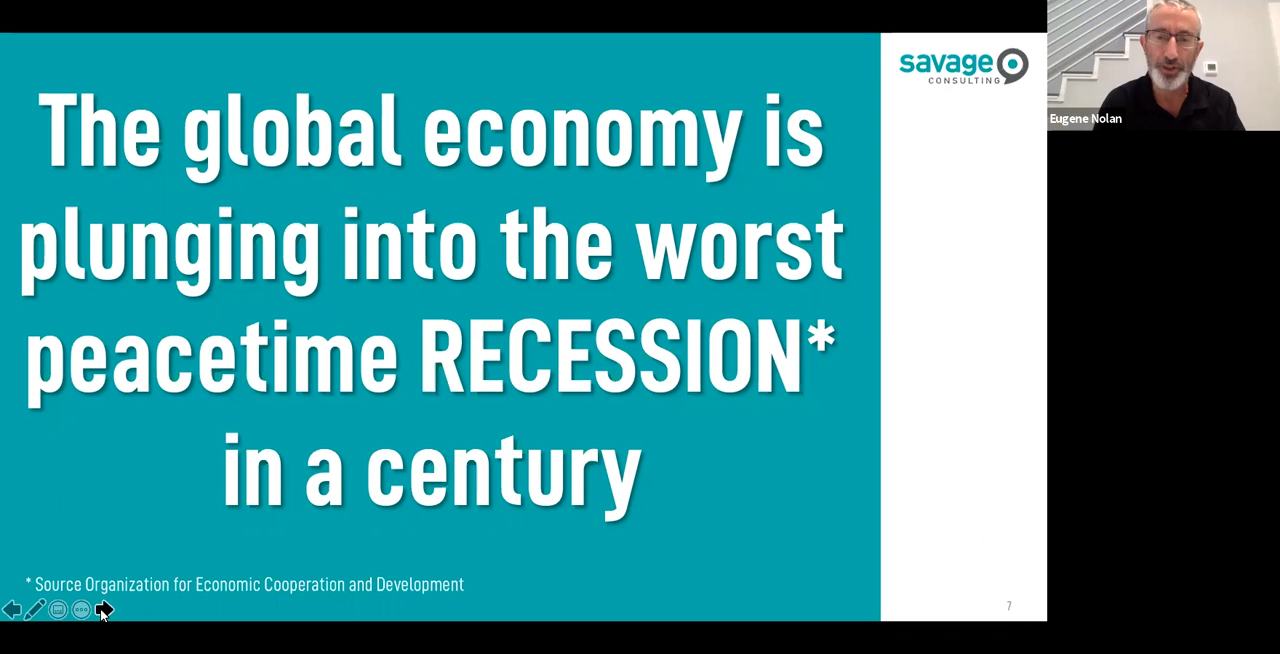 The global economy is
plunging into the worst
peacetime RECESSION*
in a century
* Source Organization for Economic Cooperation and Development
savage
CONSULTING
7
Eugene Nolan